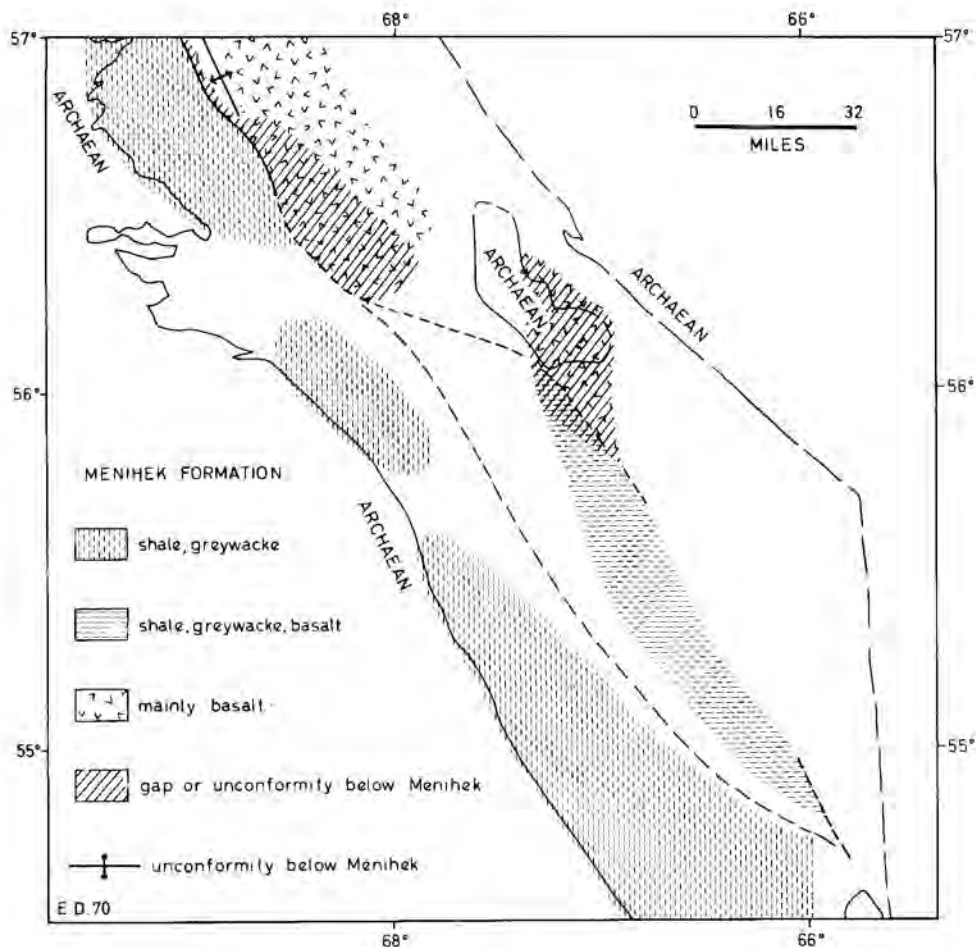 68°
66°
57°
57°
ARCHAEAN
0 16 32
MILES
ARCHAEAN
ARCHAEAN
56°
56°
MENIHEK FORMATION
ARCHAEAN
shale, greywacke
shale, greywacke, basalt
mainly basalt
55°
55°
gap or unconformity below Menihek
unconformity below Menihek
E D. 70
68°
66°